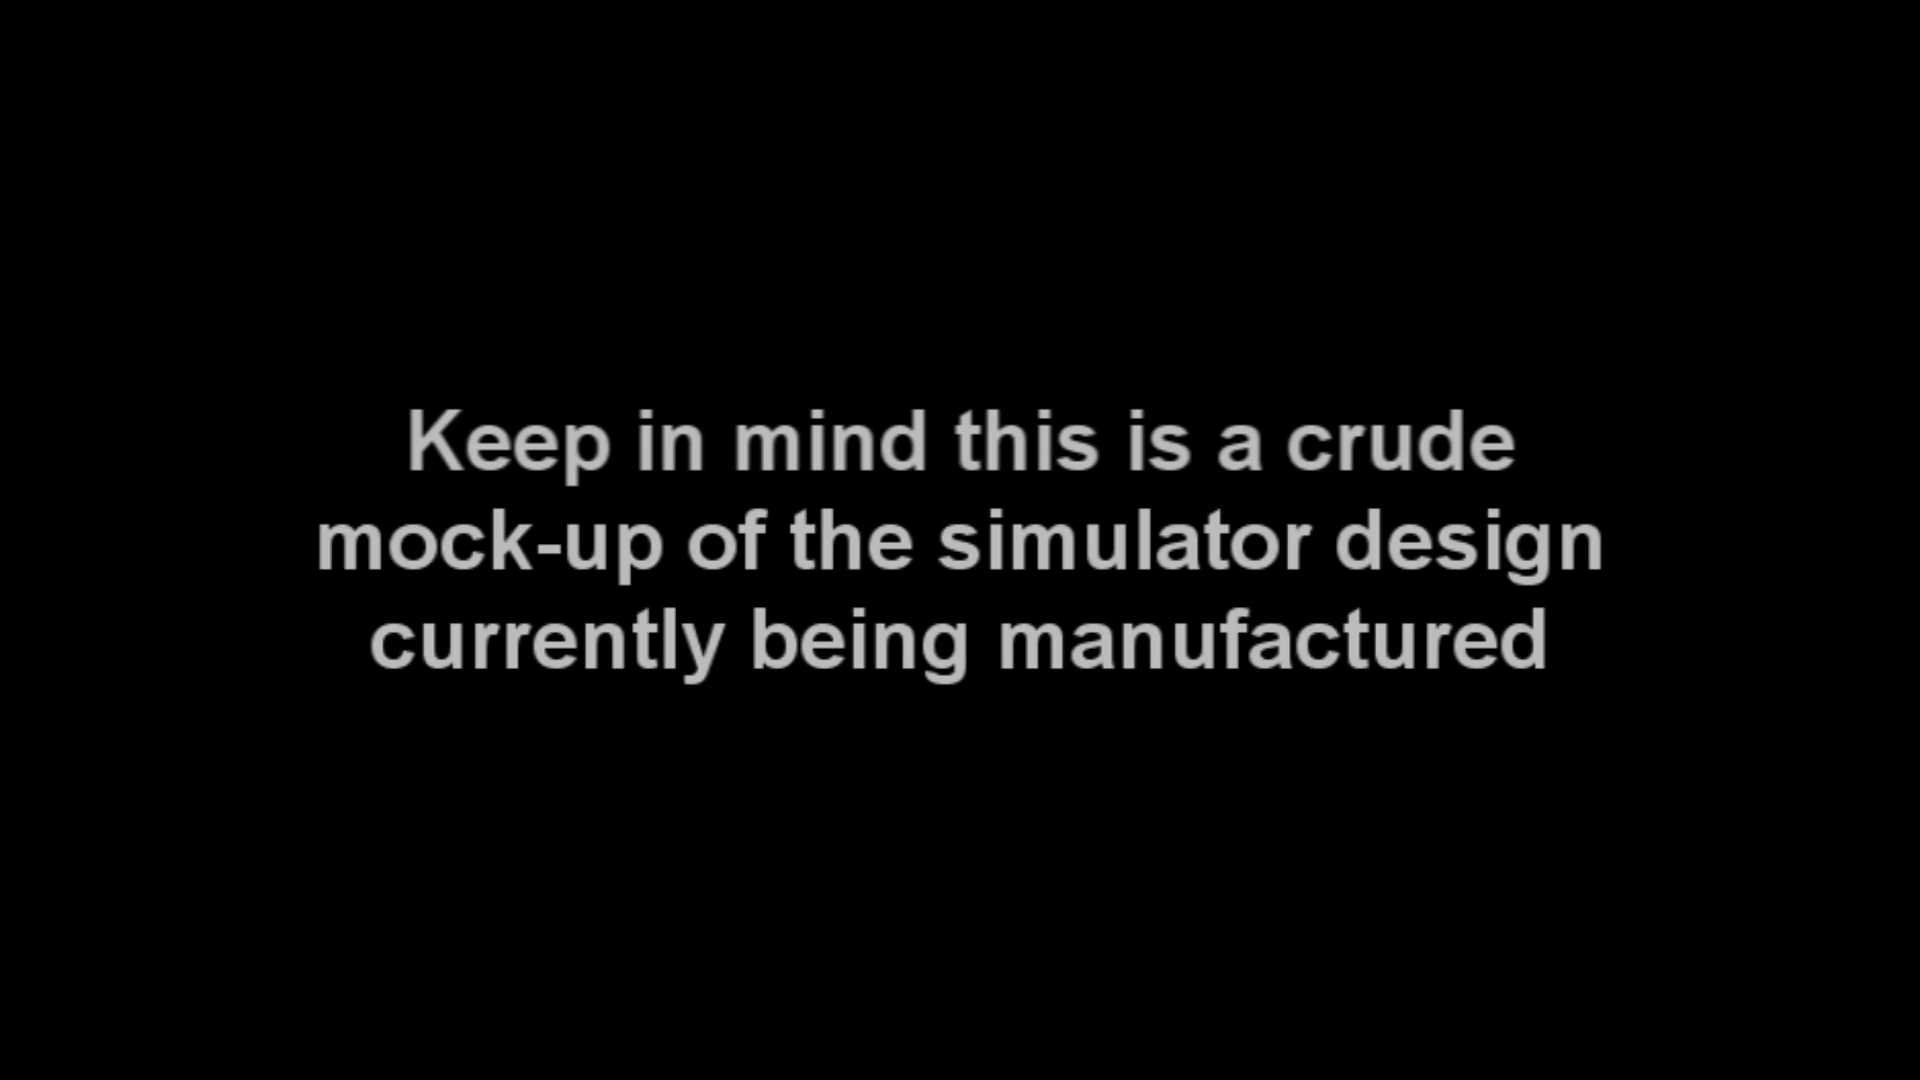 Keep in mind this is a crude
mock-up of the simulator design
currently being manufactured